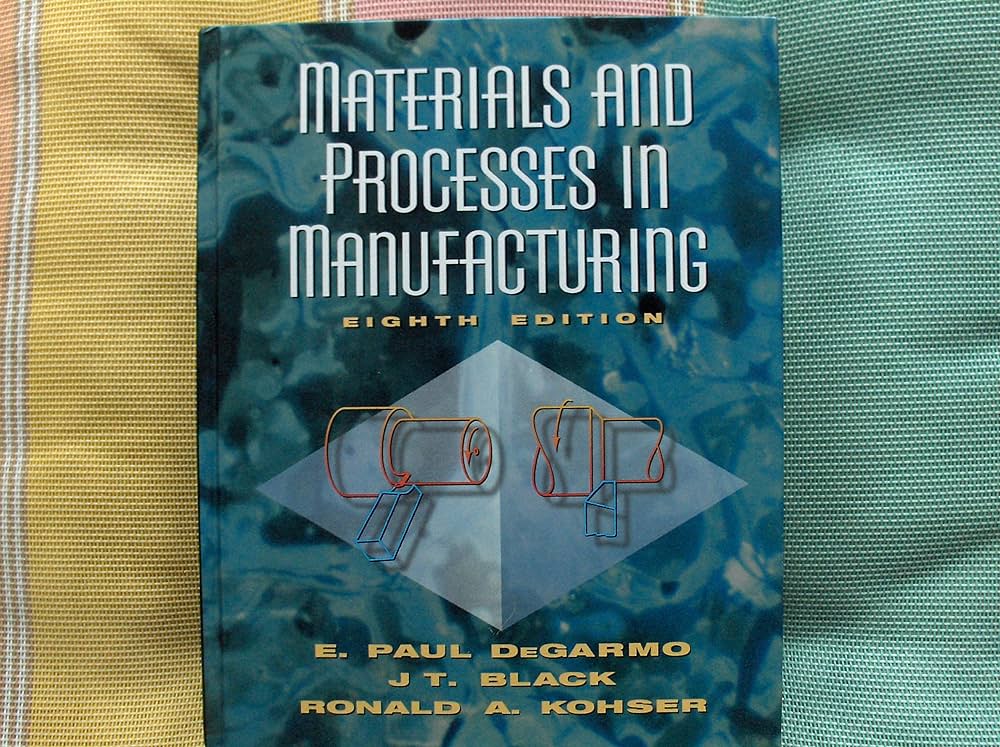 MATERIALS AND
PROCESSES IN
MANUFACTURING
EIGHTH EDITION
E. PAUL DEGARMO
J T. BLACK
RONALD A. KOHSER